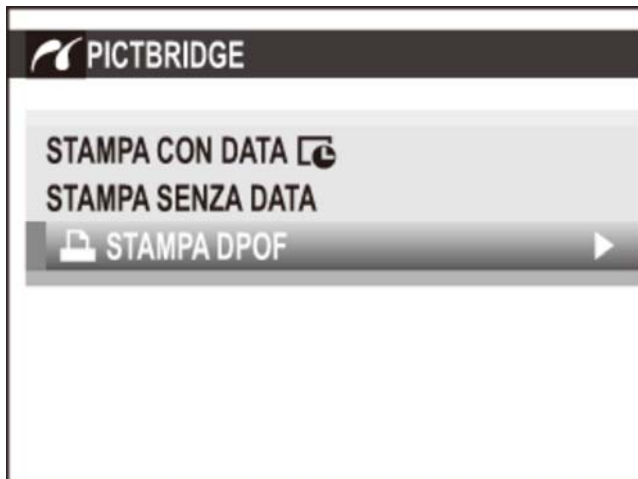 PICTBRIDGE
STAMPA CON DATA
STAMPA SENZA DATA
STAMPA DPOF